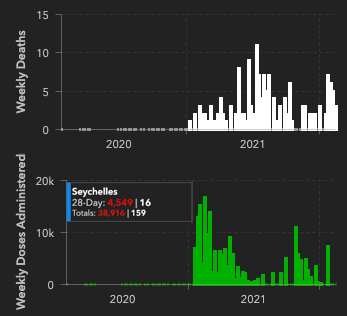 Weekly Deaths
15
10
5
0
2020
2021
Weekly Doses Administered
20k
10k
0
Seychelles
28-Day: 4,549 | 16
Totals: 38,916 | 159
2020
2021